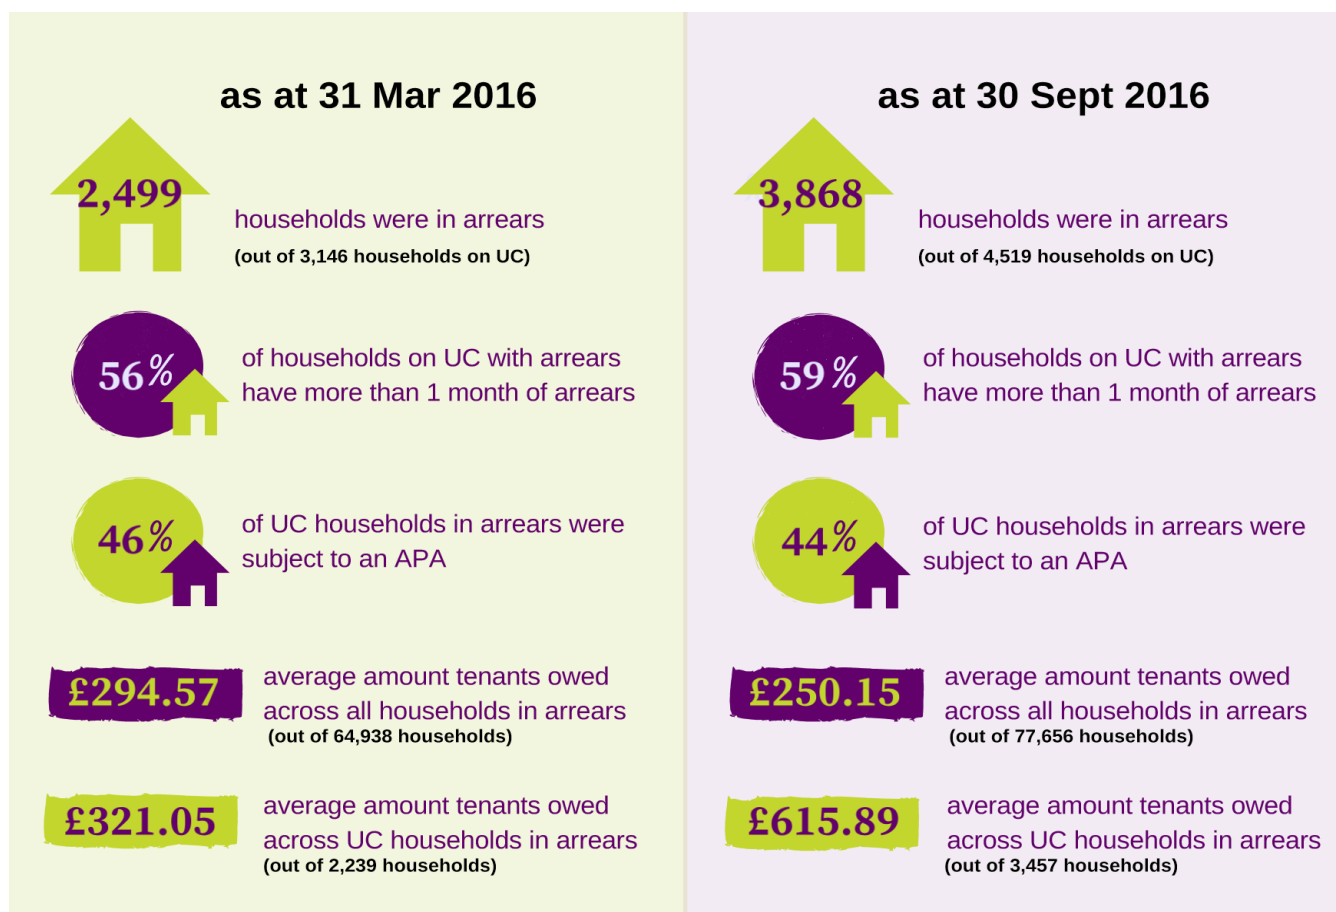 as at 31 Mar 2016
2,499
households were in arrears
(out of 3,146 households on UC)
56%
of households on UC with arrears
have more than 1 month of arrears
46%
of UC households in arrears were
subject to an APA
£294.57
average amount tenants owed
across all households in arrears
(out of 64,938 households)
£321.05
average amount tenants owed
across UC households in arrears
(out of 2,239 households)
as at 30 Sept 2016
3,868
households were in arrears
(out of 4,519 households on UC)
59%
of households on UC with arrears
have more than 1 month of arrears
44%
of UC households in arrears were
subject to an APA
£250.15
average amount tenants owed
across all households in arrears
(out of 77,656 households)
£615.89
average amount tenants owed
across UC households in arrears
(out of 3,457 households)